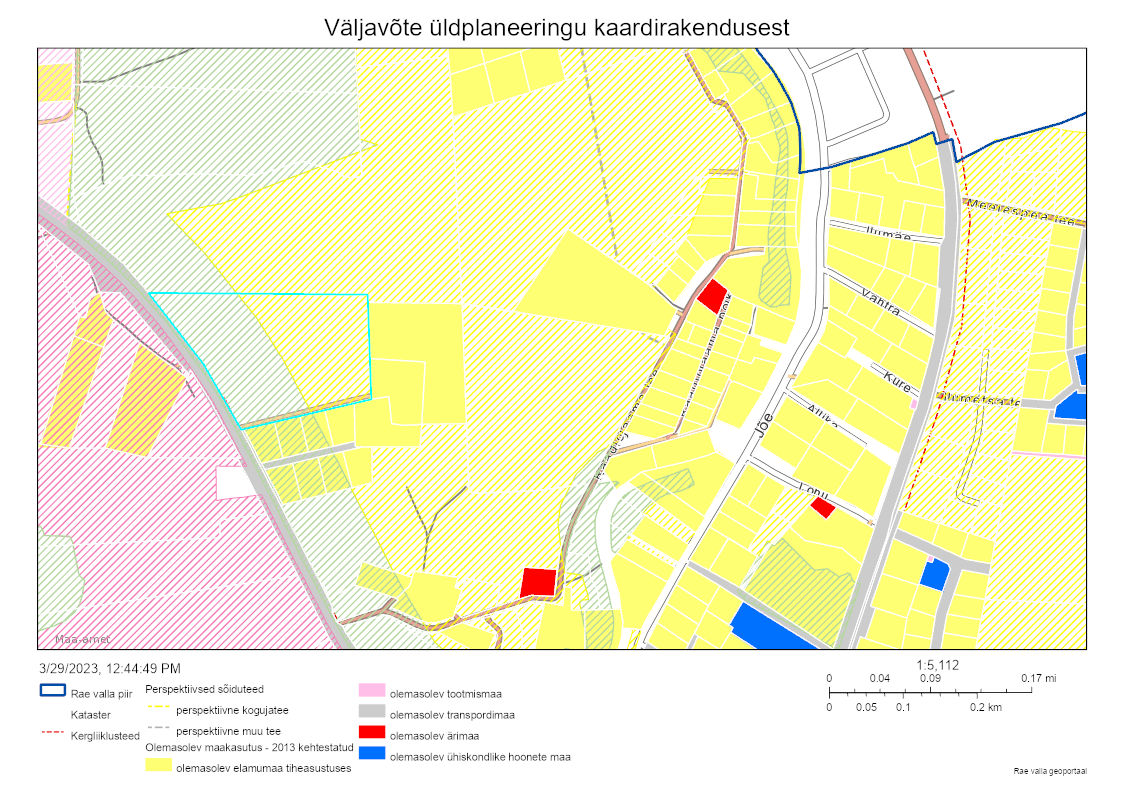 Väljavõte üldplaneeringu kaardirakendusest
Meerespea tee
Ilumäe
Vahtra
Kure
Allika
Jõe
Lohu
Maa-amet
3/29/2023, 12:44:49 PM
1:5,112
0 0.04 0.09 0.17 mi
0 0.05 0.1 0.2 km
Rae valla piir
Kataster
Kergliiklusteed
Perspektiivsed sõiduteed
perspektiivne kogujatee
perspektiivne muu tee
Olemasolev maakasutus - 2013 kehtestatud
olemasolev elamumaa tiheasustuses
olemasolev tootmismaa
olemasolev transpordimaa
olemasolev ärimaa
olemasolev ühiskondlike hoonete maa
Rae valla geoportaal